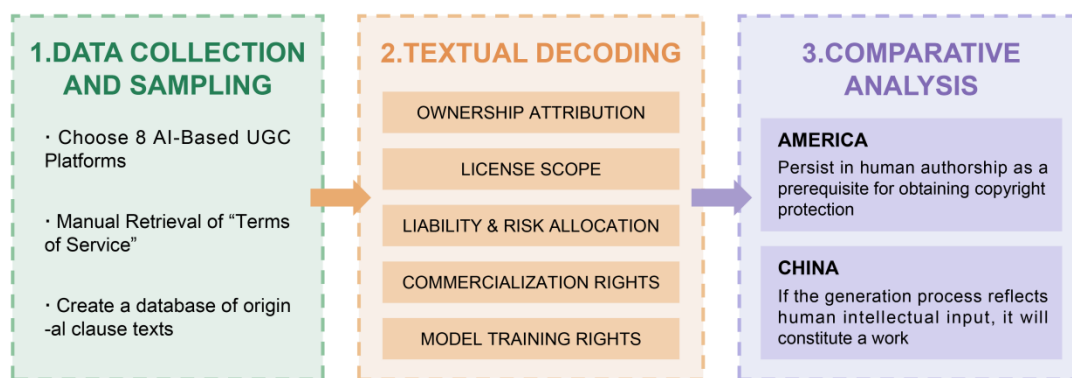 1.DATA COLLECTION
AND SAMPLING
· Choose 8 AI-Based UGC
Platforms
· Manual Retrieval of “Terms
of Service”
· Create a database of origin
-al clause texts
2.TEXTUAL DECODING
OWNERSHIP ATTRIBUTION
LICENSE SCOPE
LIABILITY & RISK ALLOCATION
COMMERCIALIZATION RIGHTS
MODEL TRAINING RIGHTS
3.COMPARATIVE
ANALYSIS
AMERICA
Persist in human authorship as a
prerequisite for obtaining copyright
protection
CHINA
If the generation process reflects
human intellectual input, it will
constitute a work